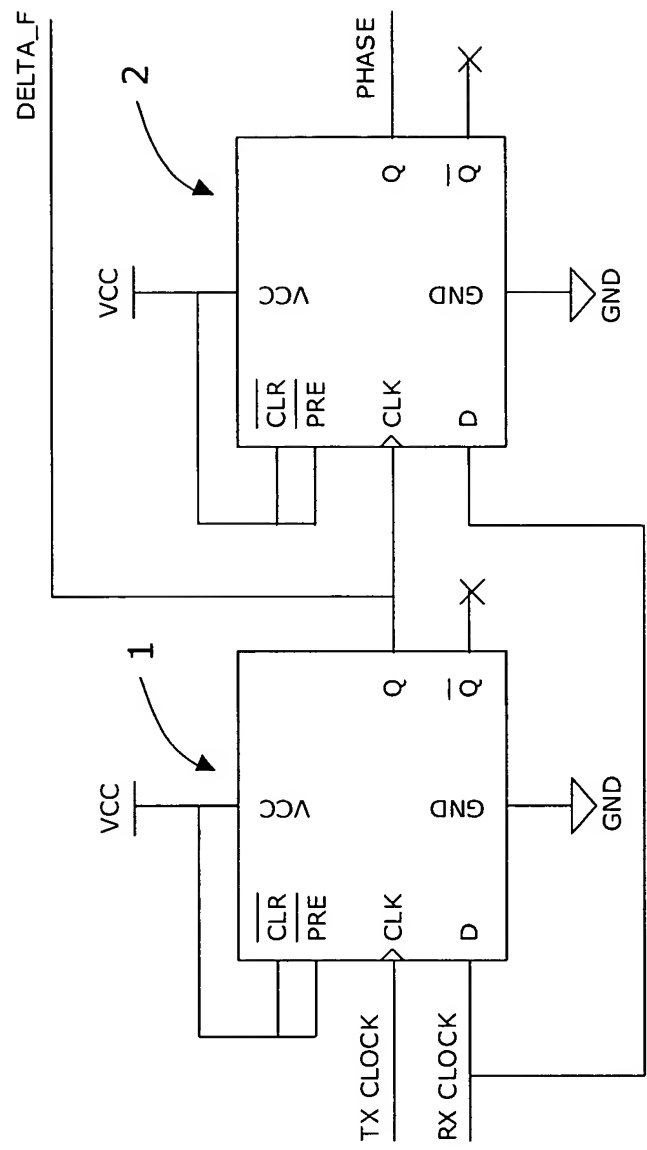 DELTA_F
1
2
VCC
VCC
CLR
PRE
VCC
CLK
Q
D
GND
Q
GND
CLR
PRE
VCC
CLK
Q
D
GND
Q
GND
TX CLOCK
RX CLOCK
PHASE